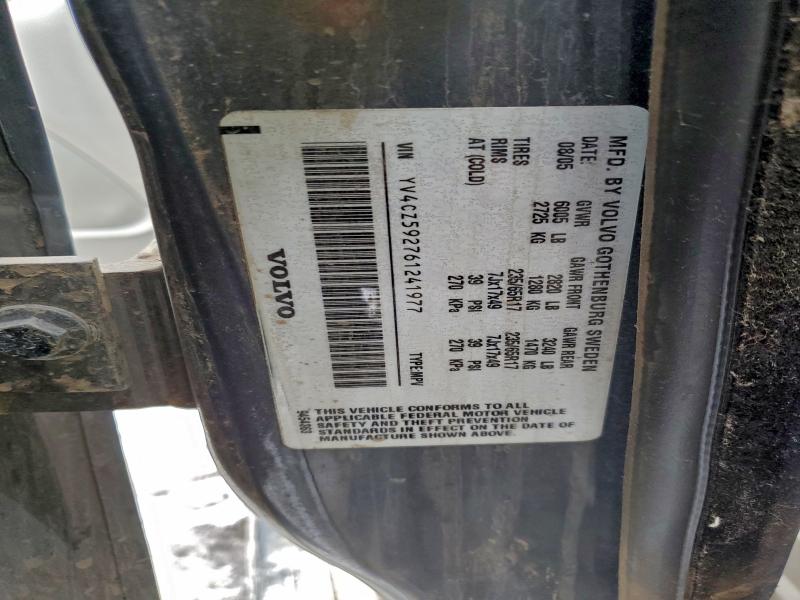 MFD. BY VOLVO GOTHENBURG SWEDEN
DATE: GVWR GAWR FRONT GAWR REAR
08/05 6005 LB 2820 LB 3240 LB
2725 KG 1280 KG 1470 KG
TIRES 235/65R17 235/65R17
RIMS 7Jx17x49 7Jx17x49
AT (COLD) 39 PSI 39 PSI
270 KPa 270 KPa
VIN YV4CZ592761241977 TYPE:MPV
VOLVO
THIS VEHICLE CONFORMS TO ALL
APPLICABLE FEDERAL MOTOR VEHICLE
SAFETY AND THEFT PREVENTION
STANDARDS IN EFFECT ON THE DATE OF
MANUFACTURE SHOWN ABOVE.